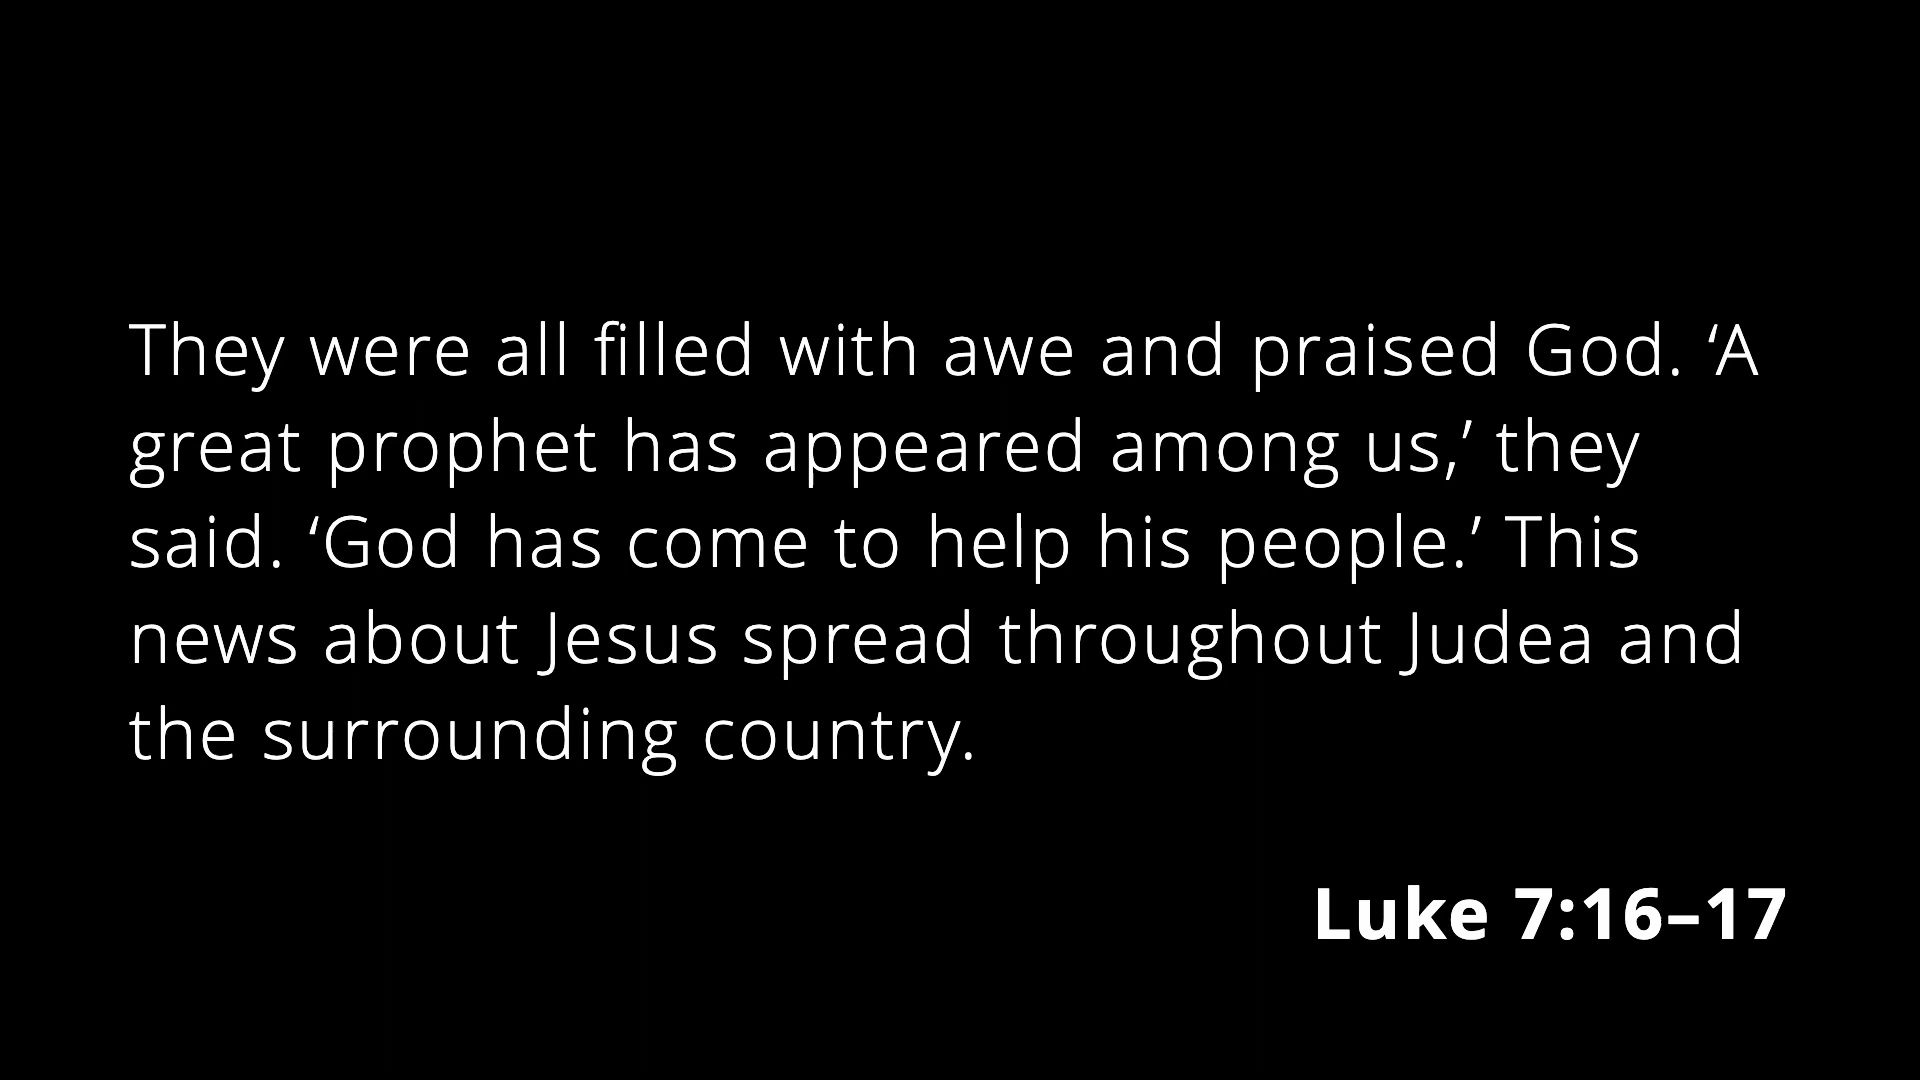 They were all filled with awe and praised God. ‘A
great prophet has appeared among us,’ they
said. ‘God has come to help his people.’ This
news about Jesus spread throughout Judea and
the surrounding country.
Luke 7:16–17